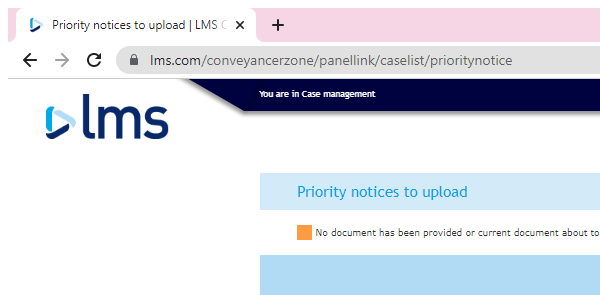 Priority notices to upload | LMS
lms.com/conveyancerzone/panellink/caselist/prioritynotice
You are in Case management
lms
Priority notices to upload
No document has been provided or current document about to